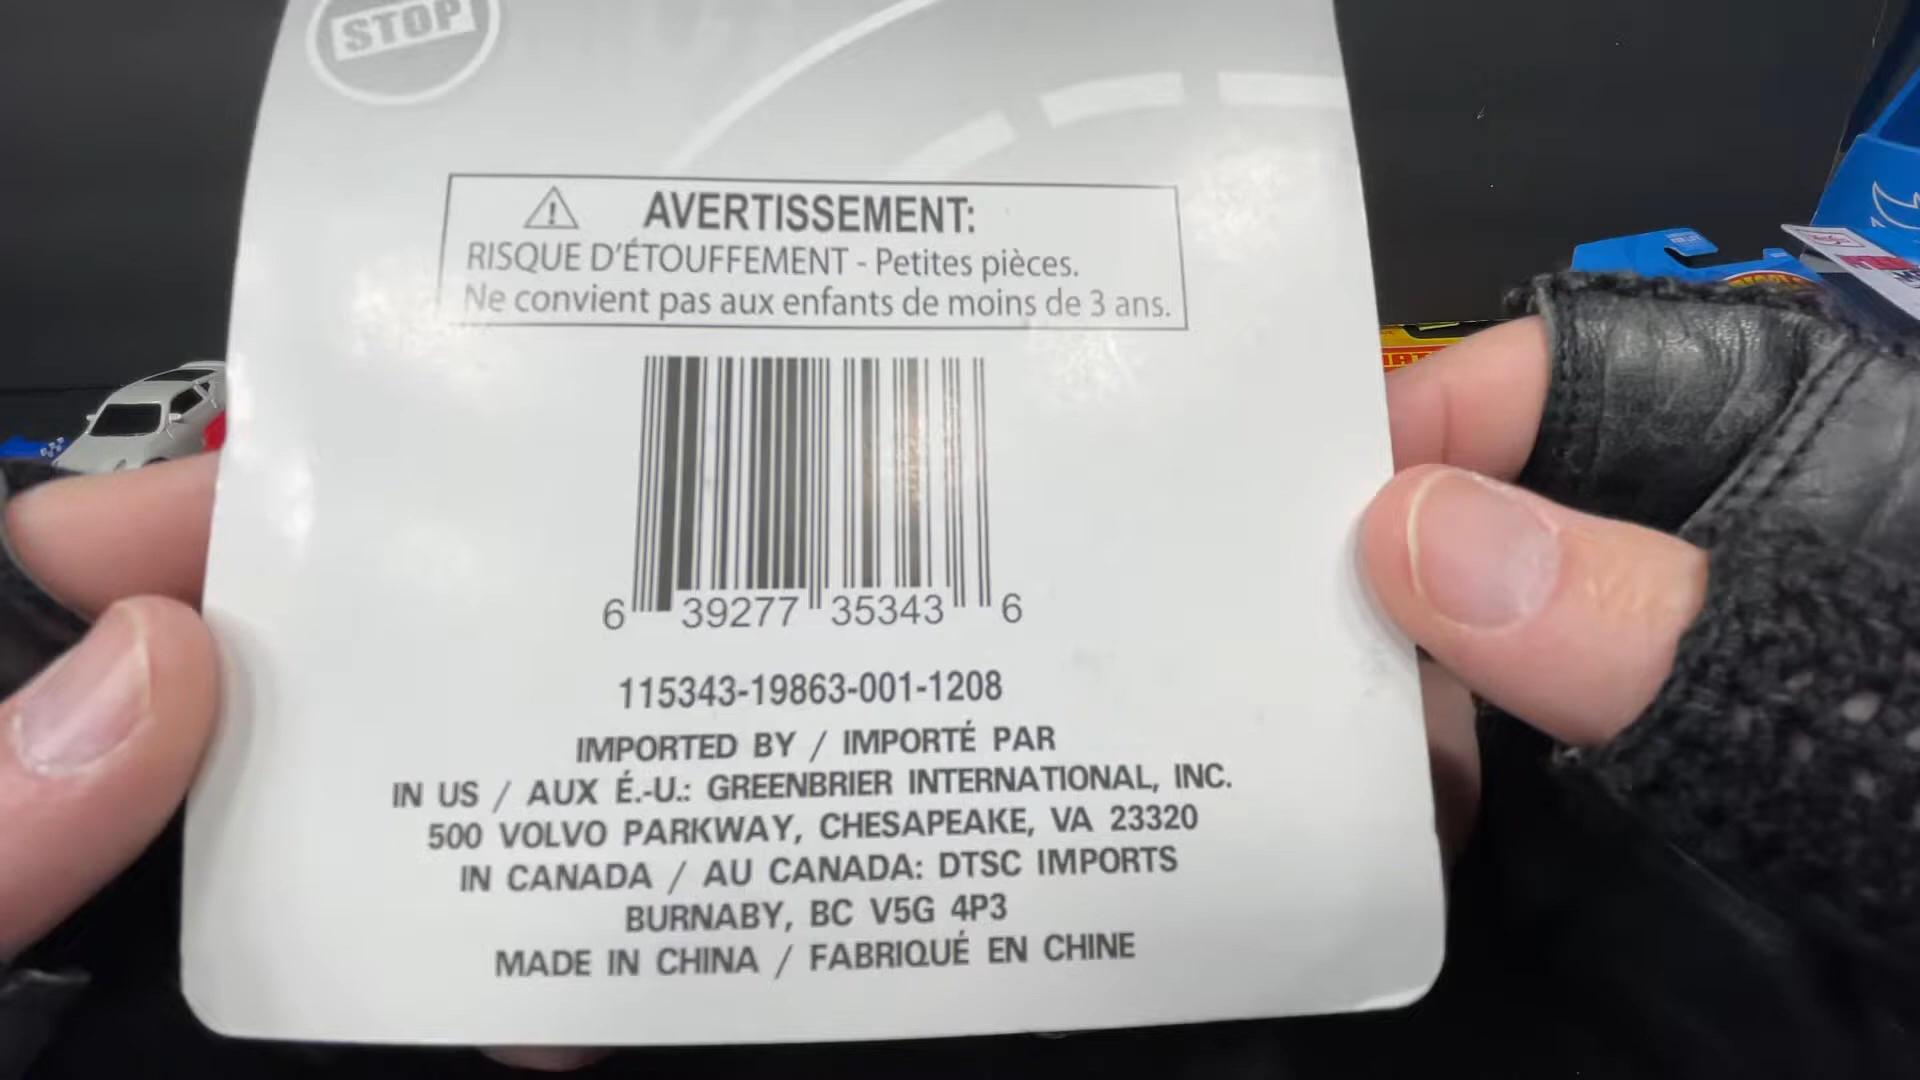 STOP
AVERTISSEMENT:
RISQUE D'ÉTOUFFEMENT - Petites pièces.
Ne convient pas aux enfants de moins de 3 ans.
6 39277 35343 6
115343-19863-001-1208
IMPORTED BY / IMPORTÉ PAR
IN US / AUX É.-U.: GREENBRIER INTERNATIONAL, INC.
500 VOLVO PARKWAY, CHESAPEAKE, VA 23320
IN CANADA / AU CANADA: DTSC IMPORTS
BURNABY, BC V5G 4P3
MADE IN CHINA / FABRIQUÉ EN CHINE